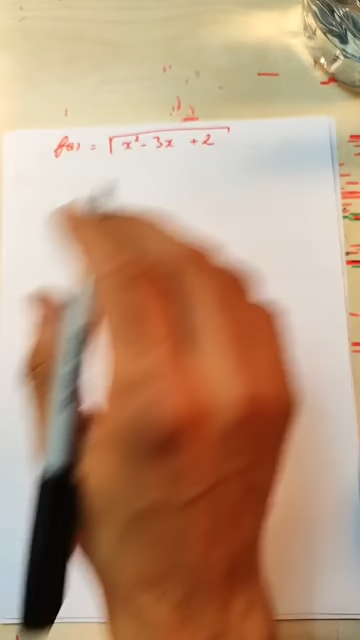 f(x) = √x² - 3x + 2